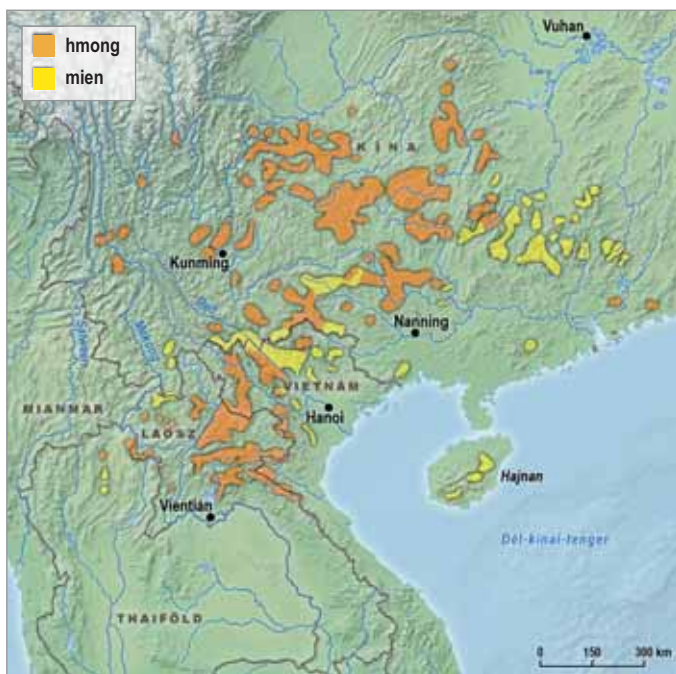 hmong
mien
Vuhan
KÍNA
Kunming
Nanning
Mekong
VIETNÁM
MIANMAR
Hanoi
LAOSZ
Hajnan
Vientián
Dél-kínai-tenger
THAIFÖLD
0 150 300 km